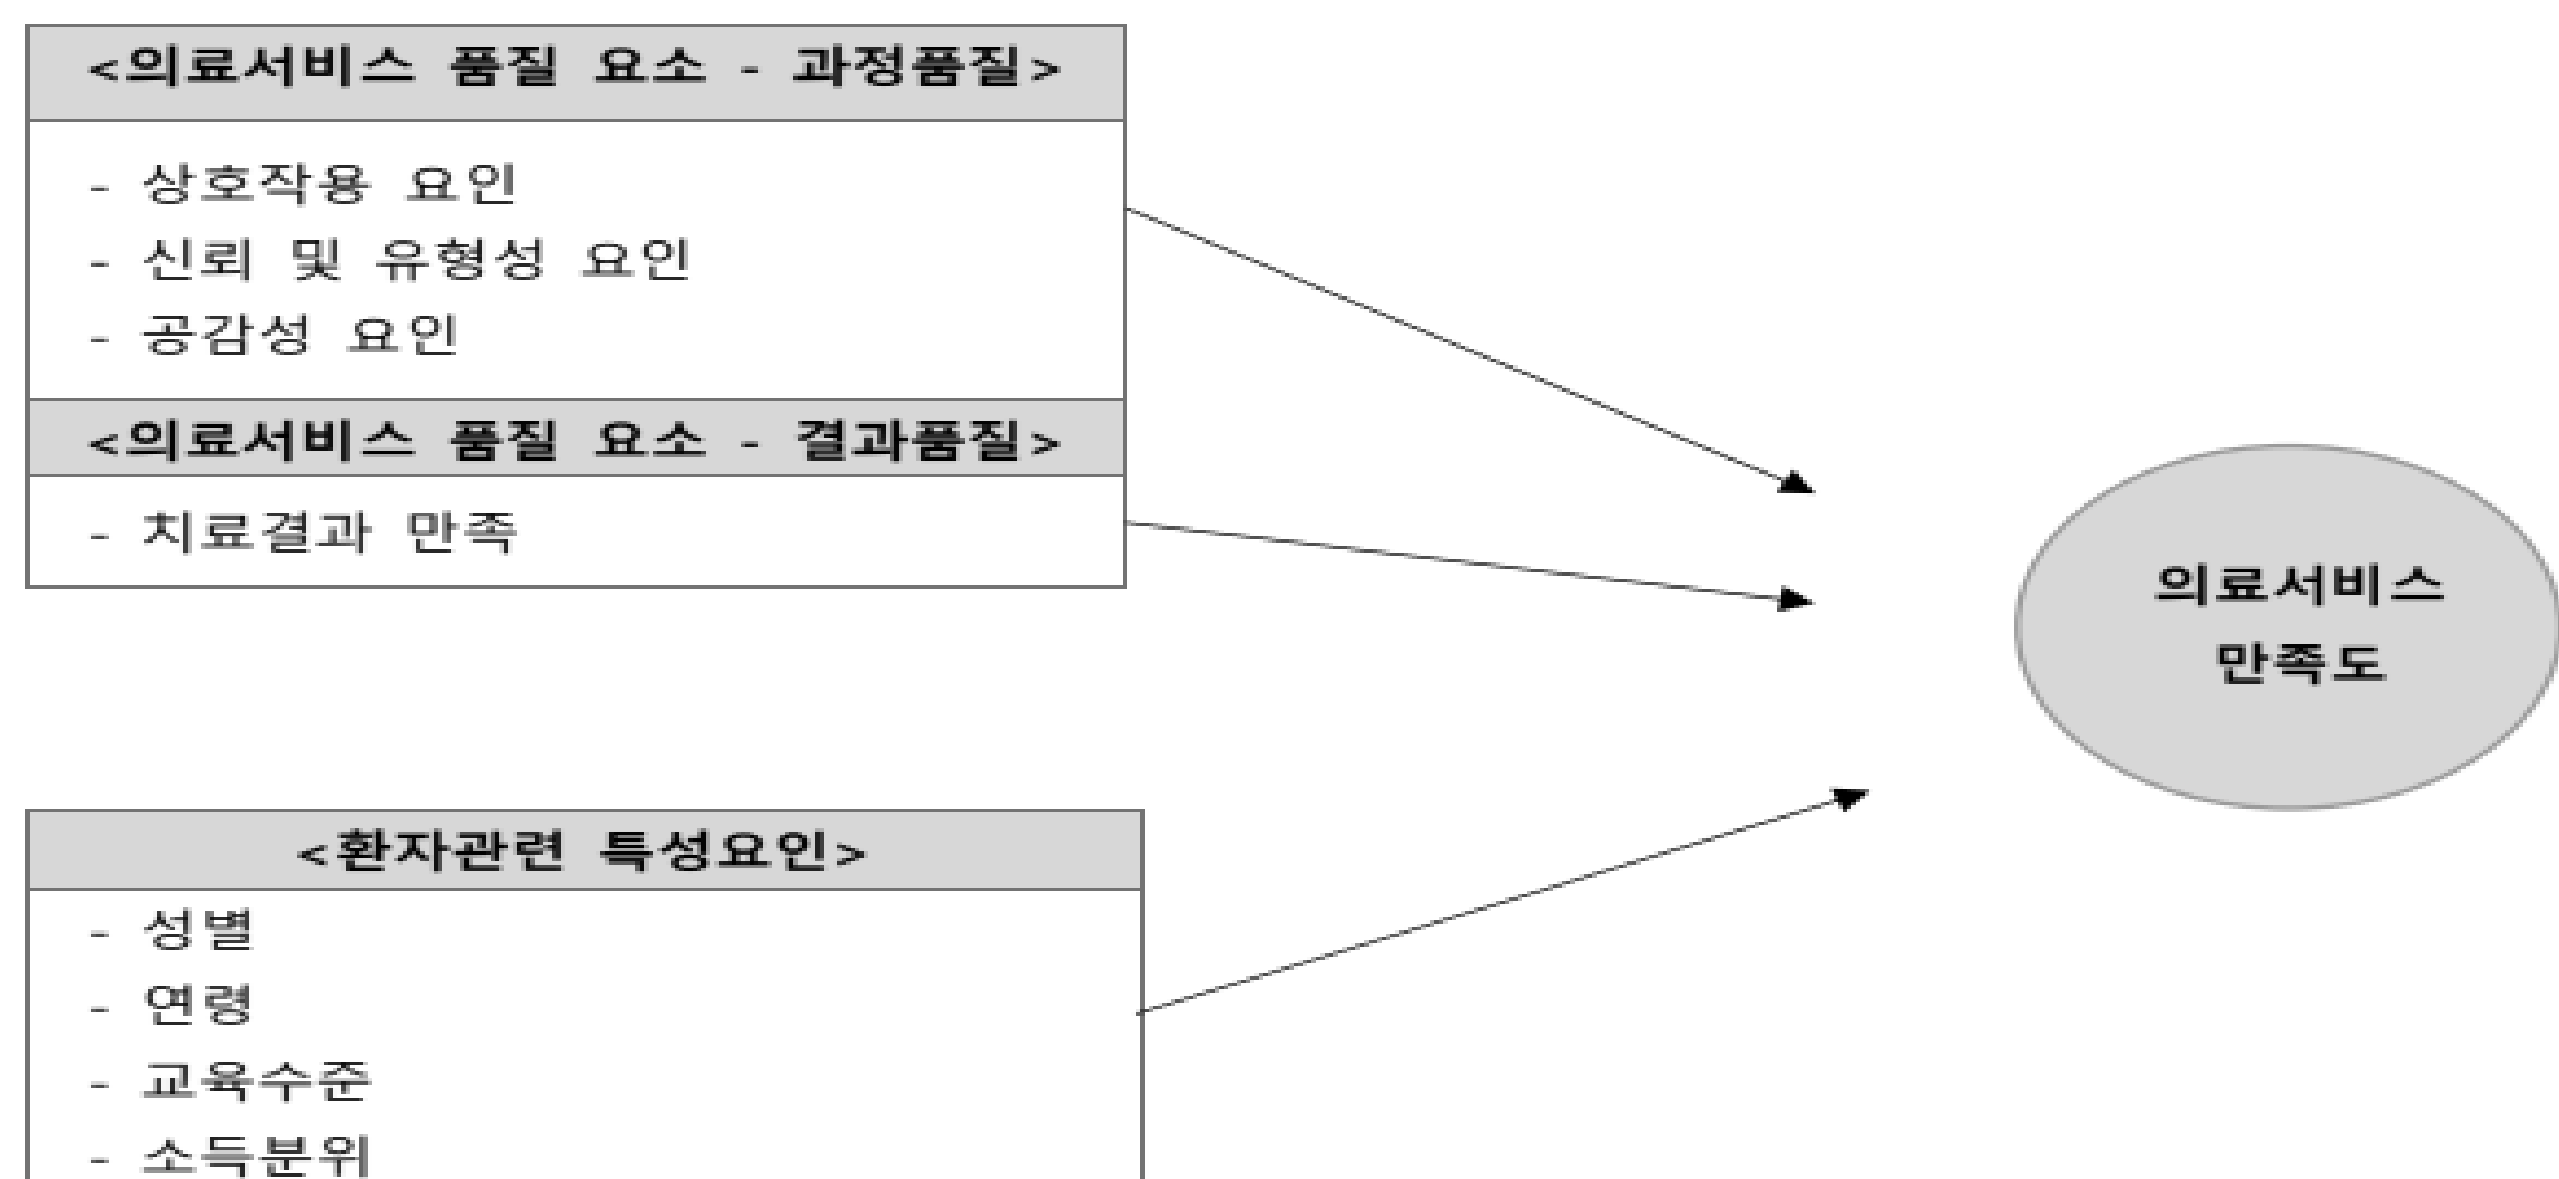 <의료서비스 품질 요소 - 과정품질>
- 상호작용 요인
- 신뢰 및 유형성 요인
- 공감성 요인
<의료서비스 품질 요소 - 결과품질>
- 치료결과 만족
의료서비스
만족도
<환자관련 특성요인>
- 성별
- 연령
- 교육수준
- 소득분위